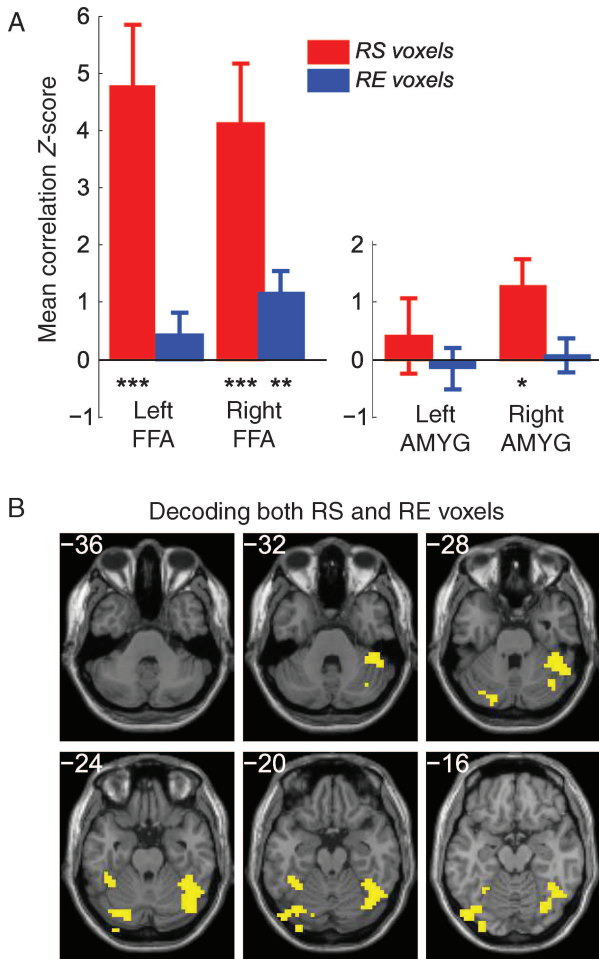 A
Mean correlation Z-score
6
5
4
3
2
1
0
−1
RS voxels
RE voxels
2
1
0
−1
*** *** **
*
Left FFA
Right FFA
Left AMYG
Right AMYG
B
Decoding both RS and RE voxels
−36 −32 −28
−24 −20 −16